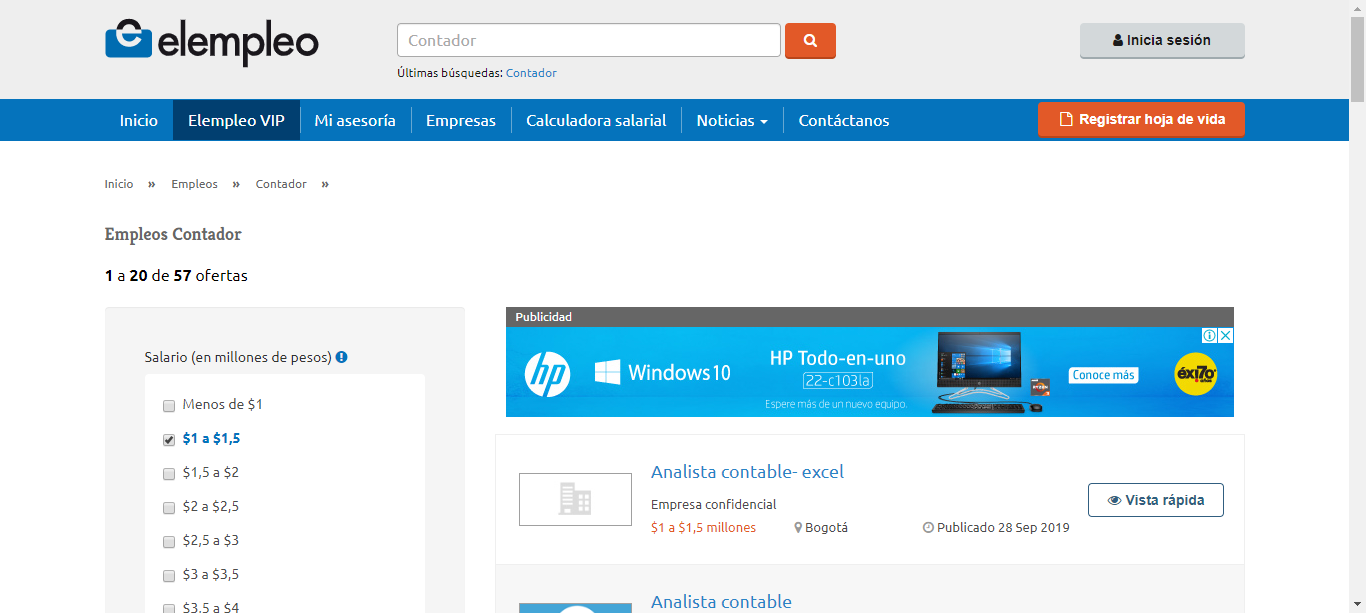 elempleo
Contador
Últimas búsquedas: Contador
Inicia sesión
Inicio Elempleo VIP Mi asesoría Empresas Calculadora salarial Noticias Contáctanos
Registrar hoja de vida
Inicio » Empleos » Contador »
Empleos Contador
1 a 20 de 57 ofertas
Salario (en millones de pesos)
Menos de $1
$1 a $1,5
$1,5 a $2
$2 a $2,5
$2,5 a $3
$3 a $3,5
$3,5 a $4
Publicidad
hp
Windows 10
HP Todo-en-uno
22-c103la
Espere más de un nuevo equipo.
RYZEN
Conoce más
éxito
Analista contable- excel
Empresa confidencial
$1 a $1,5 millones Bogotá Publicado 28 Sep 2019
Vista rápida
Analista contable